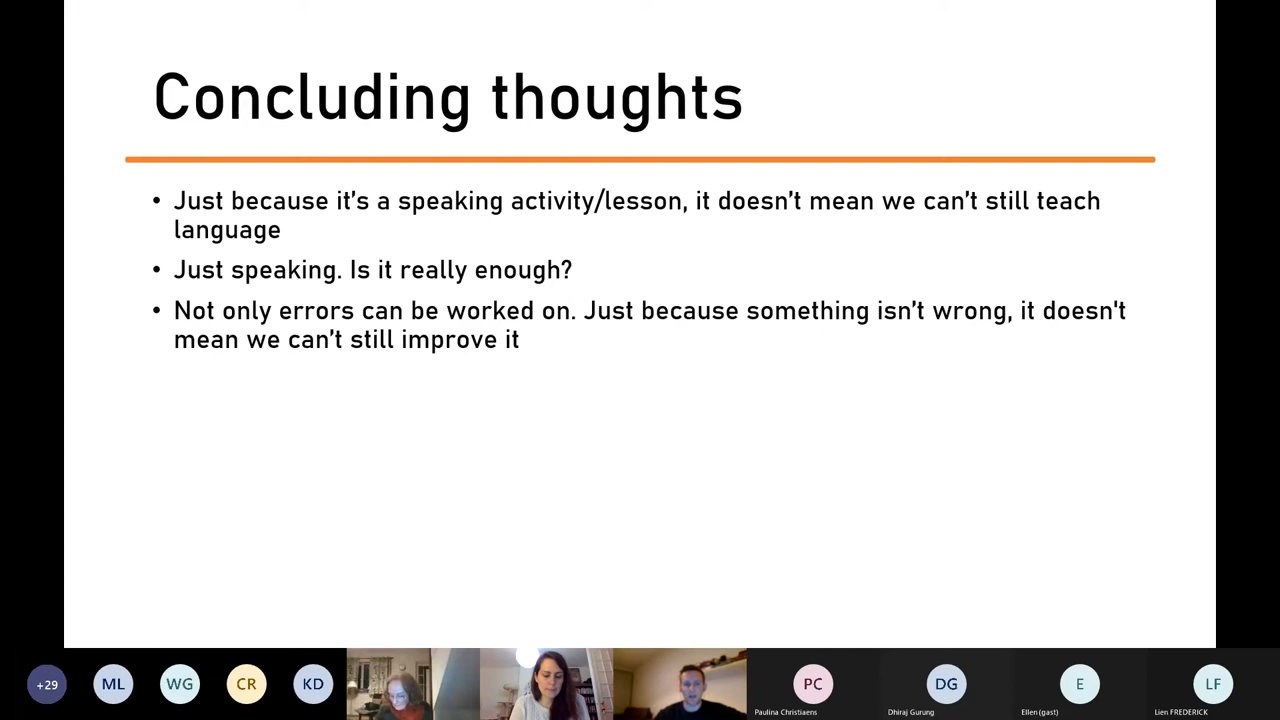 Concluding thoughts
• Just because it’s a speaking activity/lesson, it doesn’t mean we can’t still teach
language
• Just speaking. Is it really enough?
• Not only errors can be worked on. Just because something isn’t wrong, it doesn't
mean we can’t still improve it
+29
ML
WG
CR
KD
PC
DG
E
LF
Paulina Christiaens
Dhiraj Gurung
Ellen (gast)
Lien FREDERICK